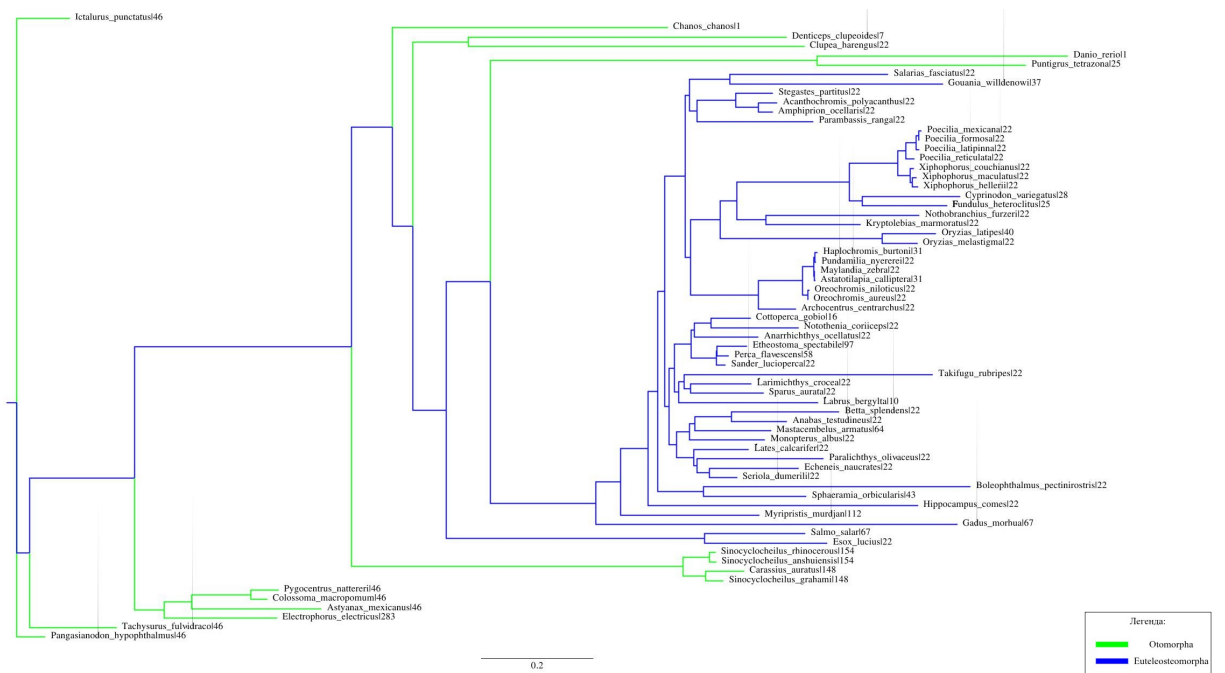 Ictalurus_punctatus|46
Chanos_chanos|1
Denticeps_clupeoides|7
Clupea_harengus|22
Danio_rerio|1
Puntigrus_tetrazona|25
Salarias_fasciatus|22
Gouania_willdenowi|37
Stegastes_partitus|22
Acanthochromis_polyacanthus|22
Amphiprion_ocellaris|22
Parambassis_ranga|22
Poecilia_mexicana|22
Poecilia_formosa|22
Poecilia_latipinna|22
Poecilia_reticulata|22
Xiphophorus_couchianus|22
Xiphophorus_maculatus|22
Xiphophorus_hellerii|22
Cyprinodon_variegatus|28
Fundulus_heteroclitus|25
Nothobranchius_furzeri|22
Kryptolebias_marmoratus|22
Oryzias_latipes|40
Oryzias_melastigma|22
Haplochromis_burtoni|31
Pundamilia_nyererei|22
Maylandia_zebra|22
Astatotilapia_calliptera|31
Oreochromis_niloticus|22
Oreochromis_aureus|22
Archocentrus_centrarchus|22
Cottoperca_gobio|16
Notothenia_coriiceps|22
Anarrhichthys_ocellatus|22
Etheostoma_spectabile|97
Perca_flavescens|58
Sander_lucioperca|22
Takifugu_rubripes|22
Larimichthys_crocea|22
Sparus_aurata|22
Labrus_bergylta|10
Betta_splendens|22
Anabas_testudineus|22
Mastacembelus_armatus|64
Monopterus_albus|22
Lates_calcarifer|22
Paralichthys_olivaceus|22
Echeneis_naucrates|22
Seriola_dumerili|22
Boleophthalmus_pectinirostris|22
Sphaeramia_orbicularis|43
Hippocampus_comes|22
Myripristis_murdjan|112
Gadus_morhua|67
Salmo_salar|67
Esox_lucius|22
Sinocyclocheilus_rhinocerous|154
Sinocyclocheilus_anshuiensis|154
Carassius_auratus|148
Sinocyclocheilus_grahami|148
Pygocentrus_nattereri|46
Colossoma_macropomum|46
Astyanax_mexicanus|46
Electrophorus_electricus|283
Tachysurus_fulvidraco|46
Pangasianodon_hypophthalmus|46
0.2
Легенда:
Otomorpha
Euteleosteomorpha